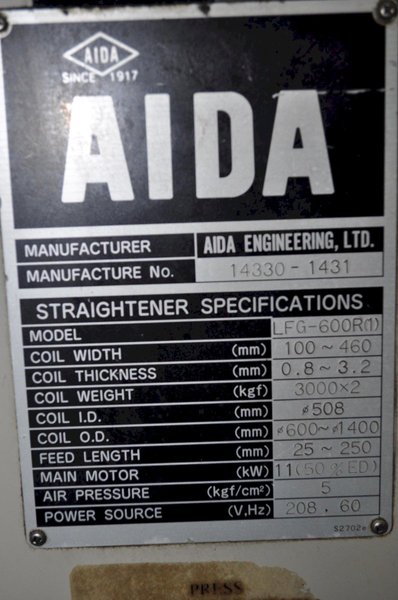 AIDA
SINCE 1917
AIDA
MANUFACTURER AIDA ENGINEERING, LTD.
MANUFACTURE No. 14330-1431
STRAIGHTENER SPECIFICATIONS
MODEL LFG-600R(1)
COIL WIDTH (mm) 100~460
COIL THICKNESS (mm) 0.8~3.2
COIL WEIGHT (kgf) 3000×2
COIL I.D. (mm) ø508
COIL O.D. (mm) ø600~ø1400
FEED LENGTH (mm) 25~250
MAIN MOTOR (kW) 11(50%ED)
AIR PRESSURE (kgf/cm²) 5
POWER SOURCE (V,Hz) 208.60
S2702e
PRESS